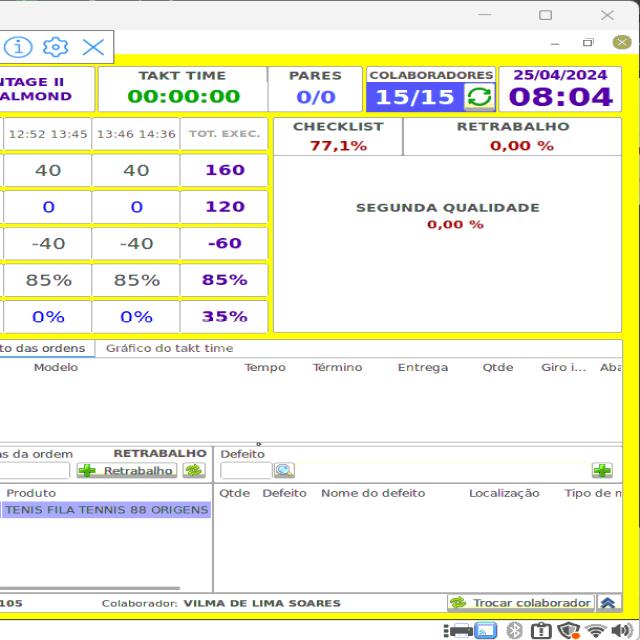 NTAGE II
ALMOND
TAKT TIME
00:00:00
PARES
0/0
COLABORADORES
15/15
25/04/2024
08:04
12:52 13:45 13:46 14:36 TOT. EXEC.
40 40 160
0 0 120
-40 -40 -60
85% 85% 85%
0% 0% 35%
CHECKLIST
77,1%
RETRABALHO
0,00 %
SEGUNDA QUALIDADE
0,00 %
to das ordens Gráfico do takt time
Modelo Tempo Término Entrega Qtde Giro i... Aba
as da ordem RETRABALHO
Retrabalho
Defeito
Produto
TENIS FILA TENNIS 88 ORIGENS
Qtde Defeito Nome do defeito Localização Tipo de n
105 Colaborador: VILMA DE LIMA SOARES Trocar colaborador